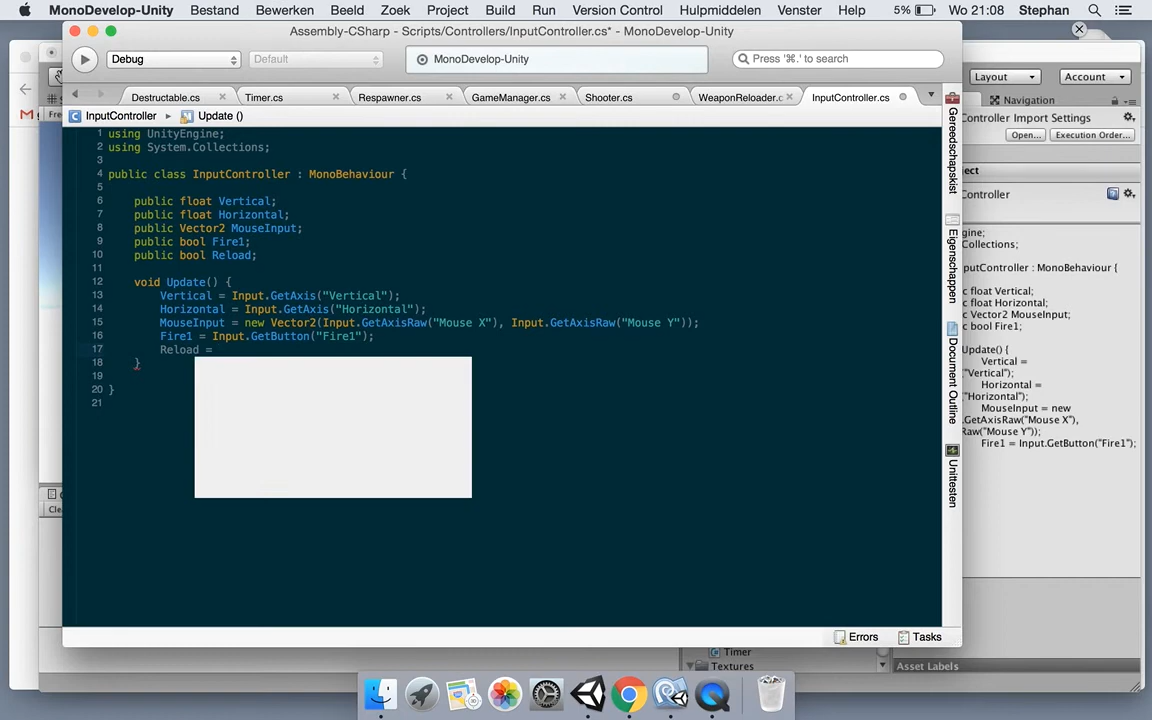 MonoDevelop-Unity Bestand Bewerken Beeld Zoek Project Build Run Version Control Hulpmiddelen Venster Help 5% Wo 21:08 Stephan
Assembly-CSharp - Scripts/Controllers/InputController.cs* - MonoDevelop-Unity
Debug Default MonoDevelop-Unity Press '⌘.' to search
Layout Account
Destructable.cs Timer.cs Respawner.cs GameManager.cs Shooter.cs WeaponReloader.c InputController.cs
Navigation
InputController Update ()
Fre
Controller Import Settings
Open... Execution Order...
ect
Controller
1 using UnityEngine;
2 using System.Collections;
3
4 public class InputController : MonoBehaviour {
5
6 public float Vertical;
7 public float Horizontal;
8 public Vector2 MouseInput;
9 public bool Fire1;
10 public bool Reload;
11
12 void Update() {
13 Vertical = Input.GetAxis("Vertical");
14 Horizontal = Input.GetAxis("Horizontal");
15 MouseInput = new Vector2(Input.GetAxisRaw("Mouse X"), Input.GetAxisRaw("Mouse Y"));
16 Fire1 = Input.GetButton("Fire1");
17 Reload =
18 }
19
20 }
21
Gereedschapskist
Eigenschappen
Document Outline
Unittesten
ngine;
Collections;
putController : MonoBehaviour {
c float Vertical;
c float Horizontal;
c Vector2 MouseInput;
c bool Fire1;
Update() {
Vertical =
("Vertical");
Horizontal =
"Horizontal");
MouseInput = new
.GetAxisRaw("Mouse X"),
Raw("Mouse Y"));
Fire1 = Input.GetButton("Fire1");
Cle
Errors Tasks
Timer
Textures
Asset Labels